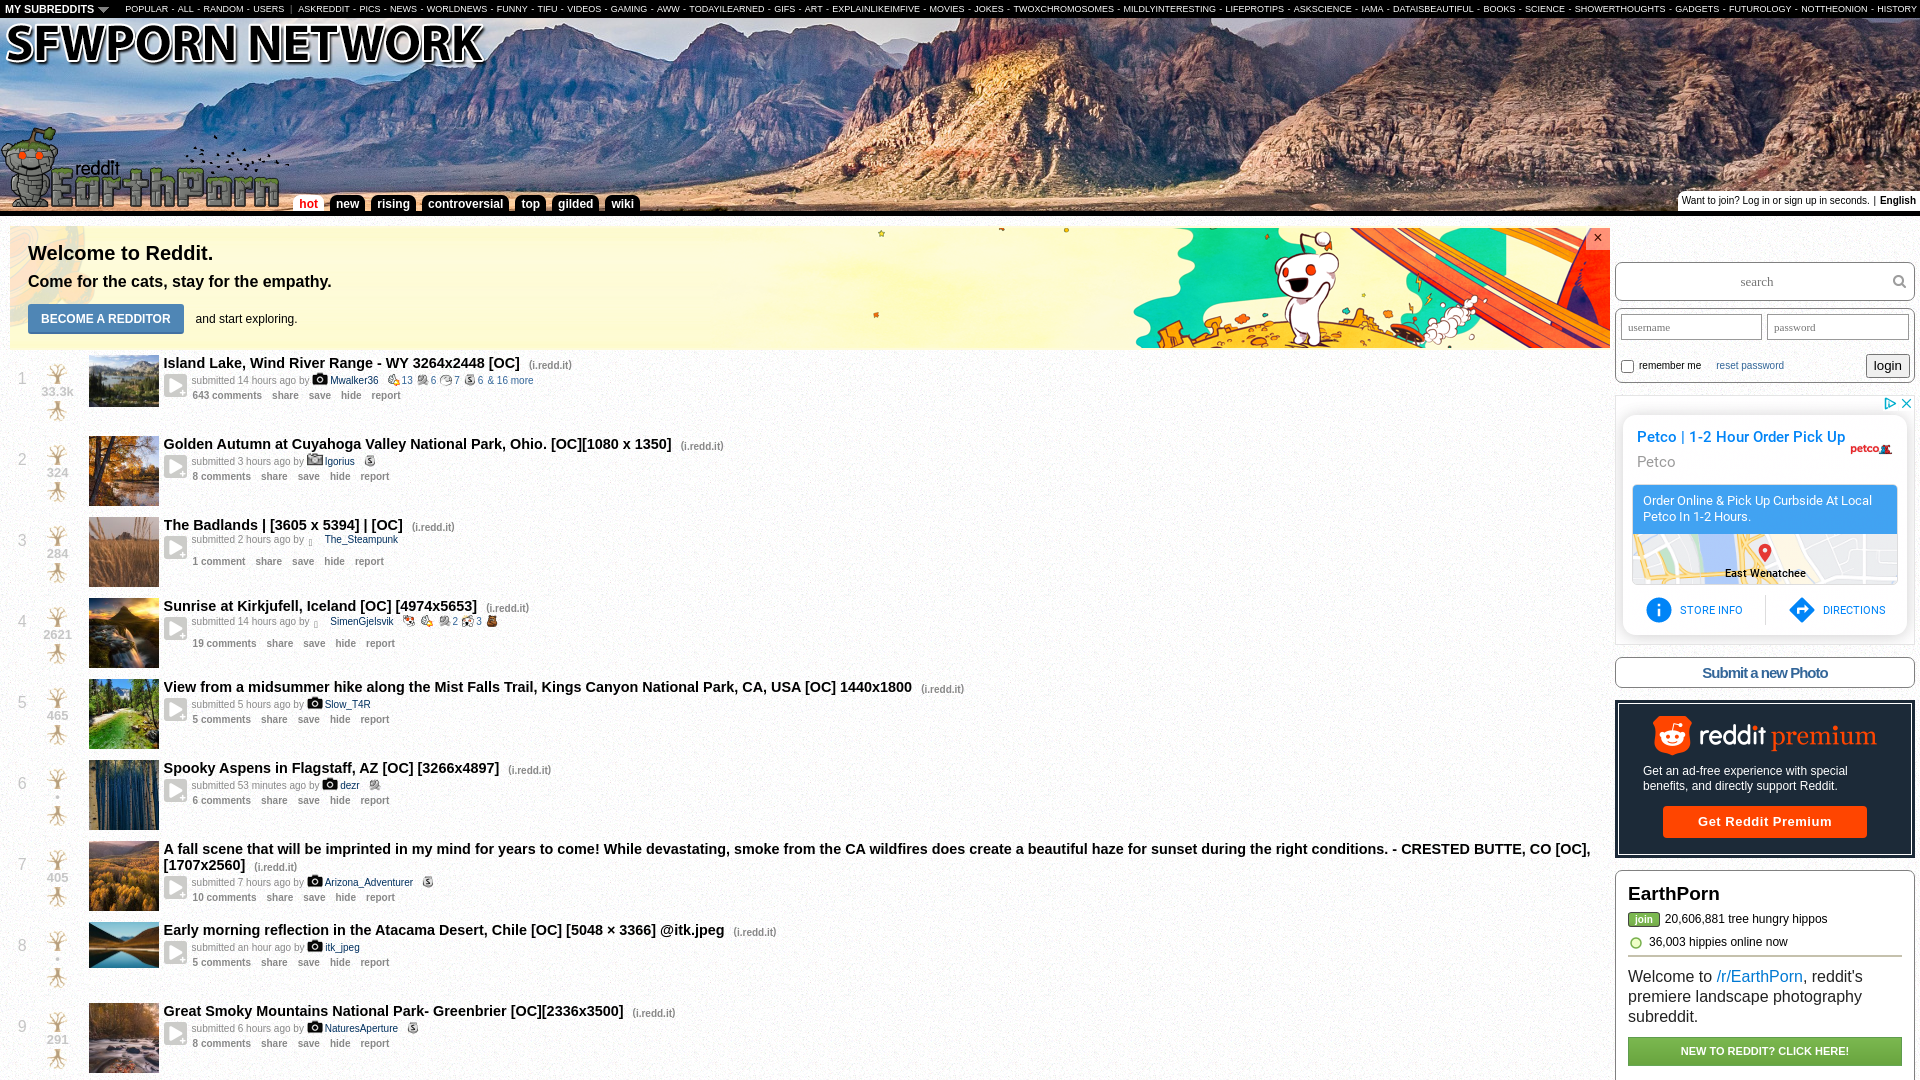 MY SUBREDDITS POPULAR - ALL - RANDOM - USERS | ASKREDDIT - PICS - NEWS - WORLDNEWS - FUNNY - TIFU - VIDEOS - GAMING - AWW - TODAYILEARNED - GIFS - ART - EXPLAINLIKEIMFIVE - MOVIES - JOKES - TWOXCHROMOSOMES - MILDLYINTERESTING - LIFEPROTIPS - ASKSCIENCE - IAMA - DATAISBEAUTIFUL - BOOKS - SCIENCE - SHOWERTHOUGHTS - GADGETS - FUTUROLOGY - NOTTHEONION - HISTORY
SFWPORN NETWORK
reddit
EarthPorn
hot new rising controversial top gilded wiki
Want to join? Log in or sign up in seconds. | English
Welcome to Reddit.
Come for the cats, stay for the empathy.
BECOME A REDDITOR and start exploring.
×
1
33.3k
Island Lake, Wind River Range - WY 3264x2448 [OC] (i.redd.it)
submitted 14 hours ago by Mwalker36 13 6 7 6 & 16 more
643 comments share save hide report
2
324
Golden Autumn at Cuyahoga Valley National Park, Ohio. [OC][1080 x 1350] (i.redd.it)
submitted 3 hours ago by Igorius
8 comments share save hide report
3
284
The Badlands | [3605 x 5394] | [OC] (i.redd.it)
submitted 2 hours ago by The_Steampunk
1 comment share save hide report
4
2621
Sunrise at Kirkjufell, Iceland [OC] [4974x5653] (i.redd.it)
submitted 14 hours ago by SimenGjelsvik 2 3
19 comments share save hide report
5
465
View from a midsummer hike along the Mist Falls Trail, Kings Canyon National Park, CA, USA [OC] 1440x1800 (i.redd.it)
submitted 5 hours ago by Slow_T4R
5 comments share save hide report
6
•
Spooky Aspens in Flagstaff, AZ [OC] [3266x4897] (i.redd.it)
submitted 53 minutes ago by dezr
6 comments share save hide report
7
405
A fall scene that will be imprinted in my mind for years to come! While devastating, smoke from the CA wildfires does create a beautiful haze for sunset during the right conditions. - CRESTED BUTTE, CO [OC],
[1707x2560] (i.redd.it)
submitted 7 hours ago by Arizona_Adventurer
10 comments share save hide report
8
•
Early morning reflection in the Atacama Desert, Chile [OC] [5048 × 3366] @itk.jpeg (i.redd.it)
submitted an hour ago by itk_jpeg
5 comments share save hide report
9
291
Great Smoky Mountains National Park- Greenbrier [OC][2336x3500] (i.redd.it)
submitted 6 hours ago by NaturesAperture
8 comments share save hide report
search
username password
remember me reset password login
Petco | 1-2 Hour Order Pick Up
petco
Petco
Order Online & Pick Up Curbside At Local
Petco In 1-2 Hours.
East Wenatchee
STORE INFO DIRECTIONS
Submit a new Photo
reddit premium
Get an ad-free experience with special
benefits, and directly support Reddit.
Get Reddit Premium
EarthPorn
join 20,606,881 tree hungry hippos
36,003 hippies online now
Welcome to /r/EarthPorn, reddit's
premiere landscape photography
subreddit.
NEW TO REDDIT? CLICK HERE!